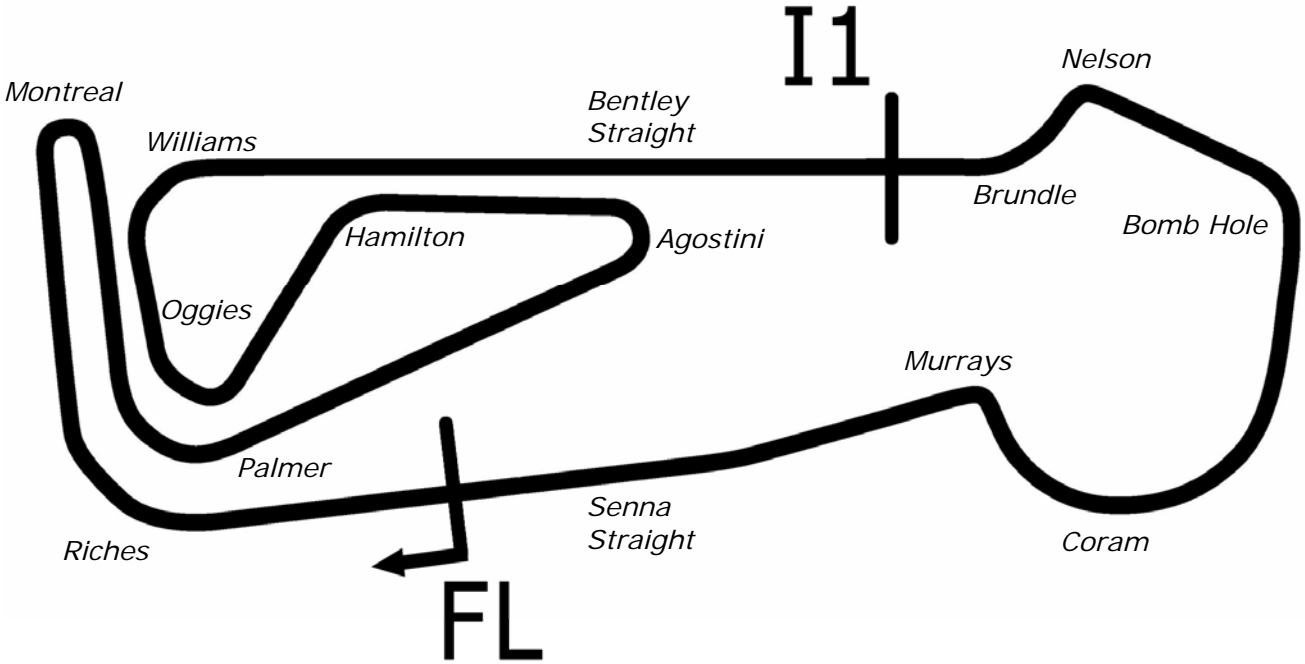 I1
Nelson
Montreal
Bentley
Straight
Williams
Brundle
Bomb Hole
Hamilton
Agostini
Oggies
Murrays
Palmer
Senna
Straight
Riches
Coram
FL